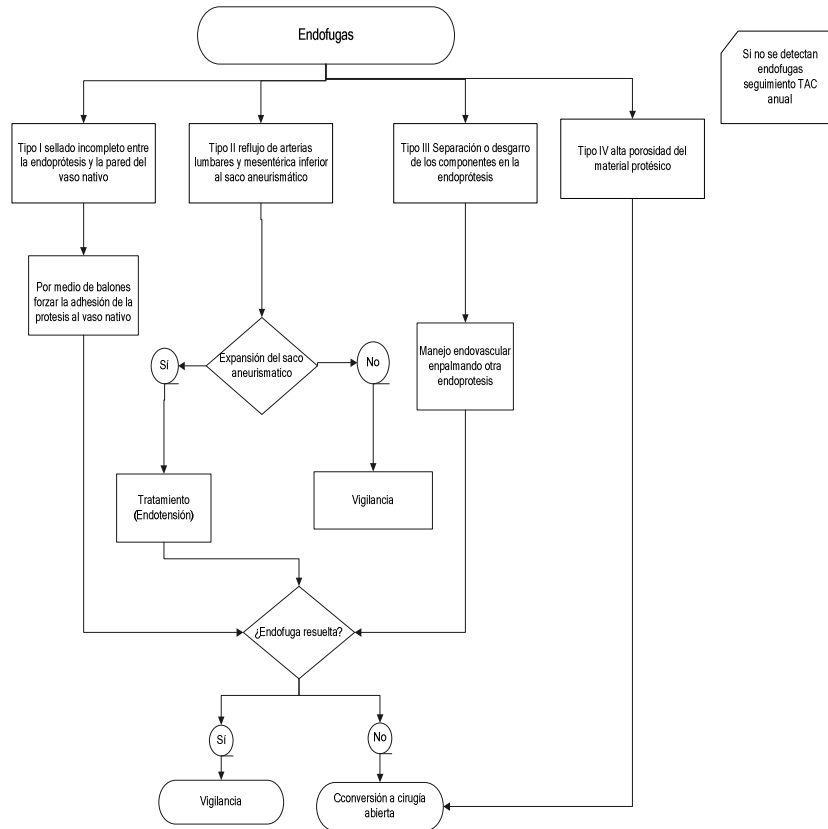 Endofugas
Si no se detectan
endofugas
seguimiento TAC
anual
Tipo I sellado incompleto entre
la endoprótesis y la pared del
vaso nativo
Tipo II reflujo de arterias
lumbares y mesentérica inferior
al saco aneurismático
Tipo III Separación o desgarro
de los componentes en la
endoprótesis
Tipo IV alta porosidad del
material protésico
Por medio de balones
forzar la adhesión de la
protesis al vaso nativo
Expansión del saco
aneurismatico
Sí
No
Manejo endovascular
enpalmando otra
endoprotesis
Tratamiento
(Endotensión)
Vigilancia
¿Endofuga resuelta?
Sí
No
Vigilancia
Cconversión a cirugía
abierta